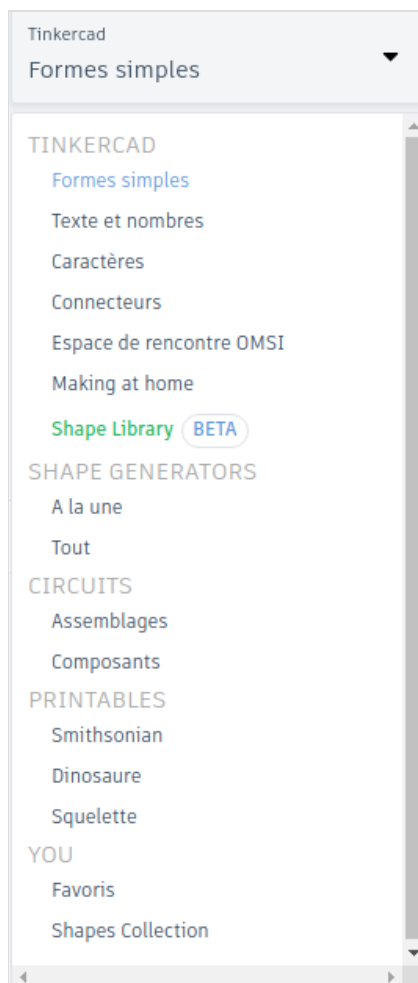 Tinkercad
Formes simples
TINKERCAD
Formes simples
Texte et nombres
Caractères
Connecteurs
Espace de rencontre OMSI
Making at home
Shape Library BETA
SHAPE GENERATORS
A la une
Tout
CIRCUITS
Assemblages
Composants
PRINTABLES
Smithsonian
Dinosaure
Squelette
YOU
Favoris
Shapes Collection